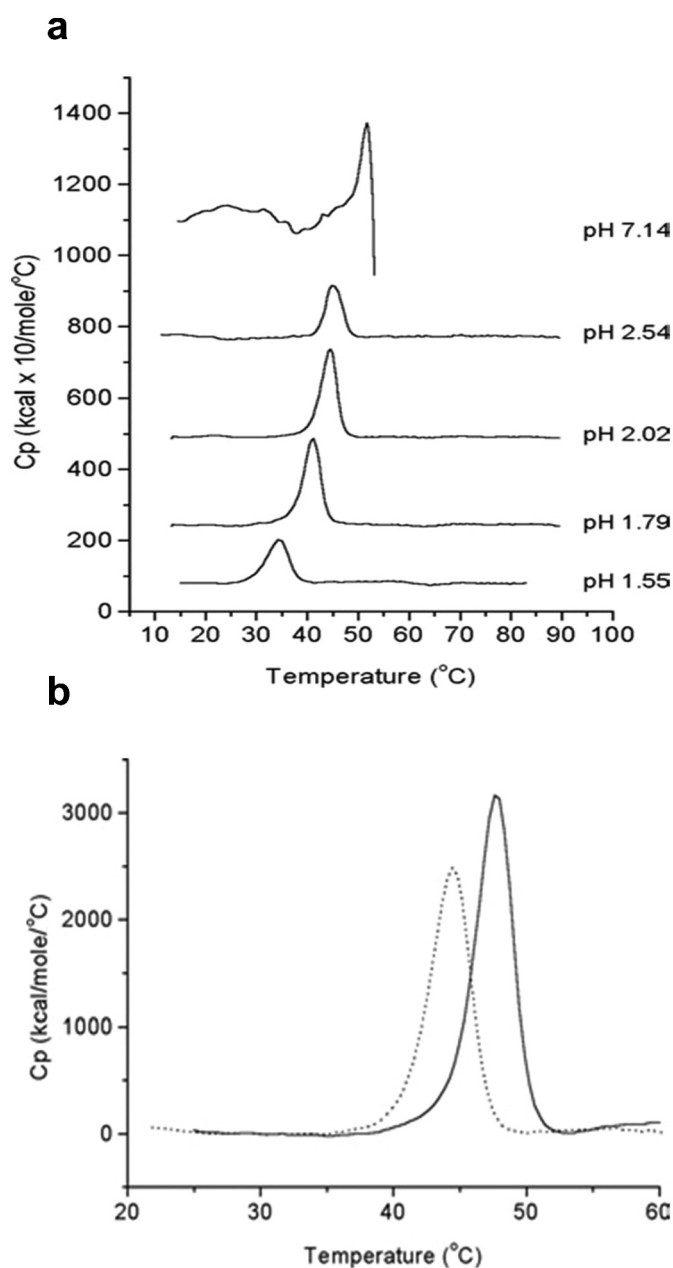 a
Cp (kcal x 10/mole/°C)
1400
1200
1000
800
600
400
200
0
pH 7.14
pH 2.54
pH 2.02
pH 1.79
pH 1.55
10 20 30 40 50 60 70 80 90 100
Temperature (°C)
b
Cp (kcal/mole/°C)
3000
2000
1000
0
20 30 40 50 60
Temperature (°C)